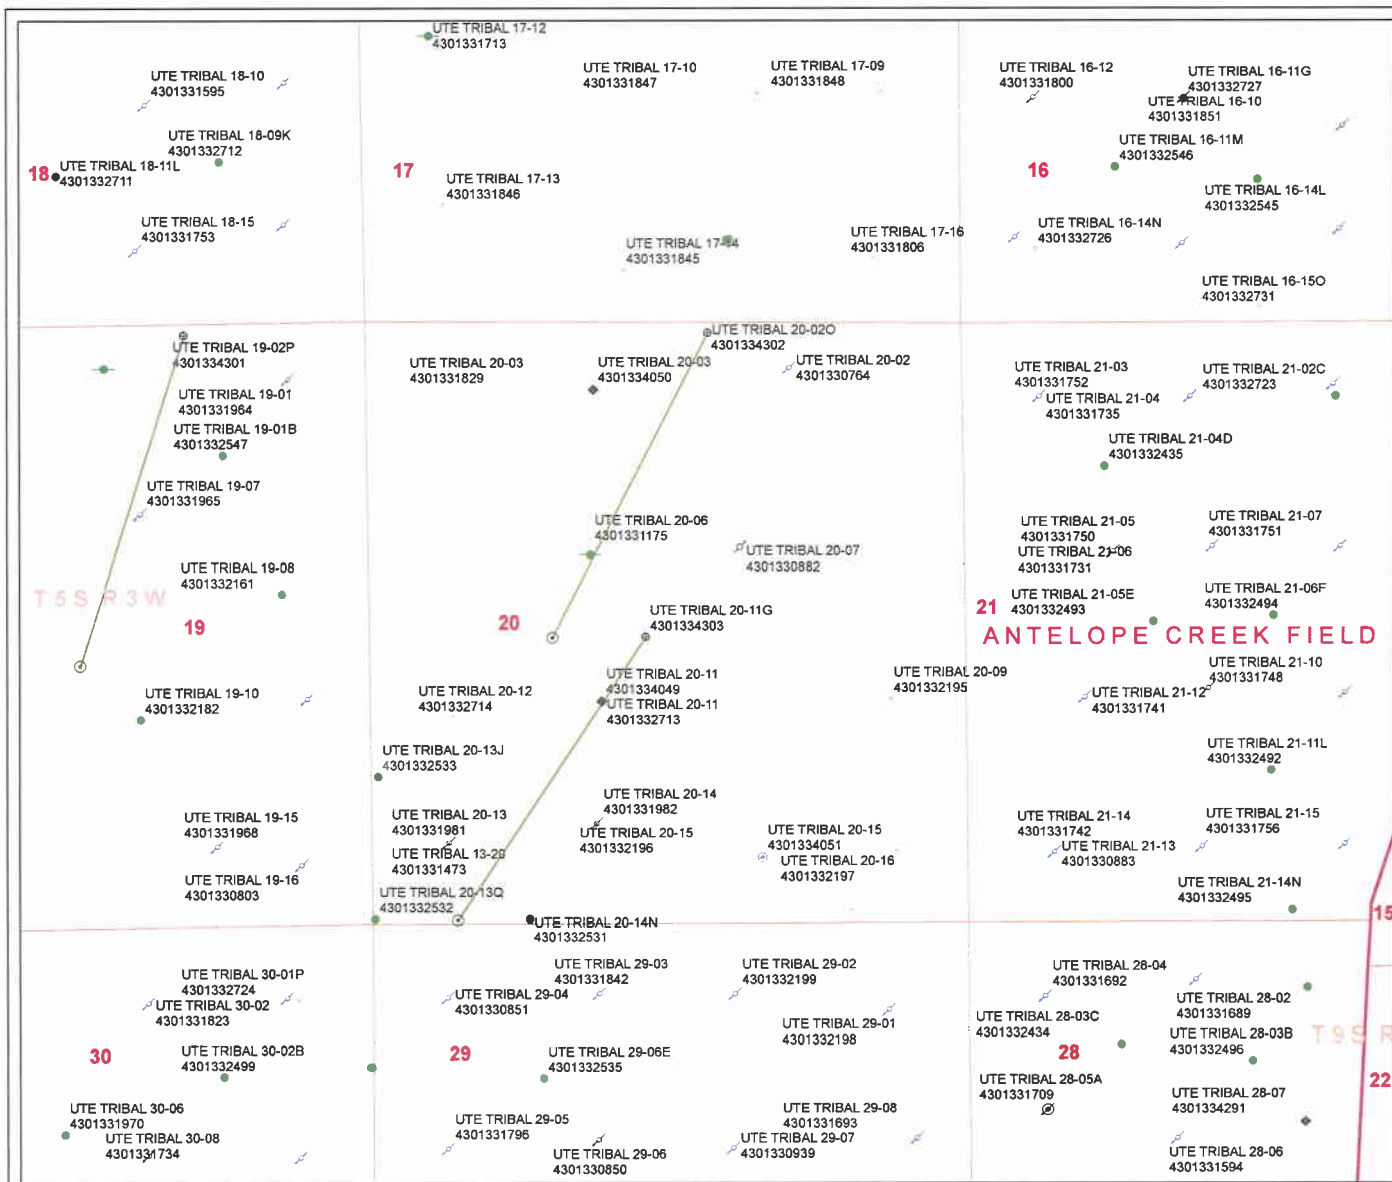 UTE TRIBAL 17-12
4301331713
UTE TRIBAL 18-10
4301331595
UTE TRIBAL 17-10
4301331847
UTE TRIBAL 17-09
4301331848
UTE TRIBAL 16-12
4301331800
UTE TRIBAL 16-11G
4301332727
UTE TRIBAL 16-10
4301331851
UTE TRIBAL 18-09K
4301332712
UTE TRIBAL 16-11M
4301332546
18
UTE TRIBAL 18-11L
4301332711
17
UTE TRIBAL 17-13
4301331846
16
UTE TRIBAL 16-14L
4301332545
UTE TRIBAL 18-15
4301331753
UTE TRIBAL 17-14
4301331845
UTE TRIBAL 17-16
4301331806
UTE TRIBAL 16-14N
4301332726
UTE TRIBAL 16-15O
4301332731
UTE TRIBAL 19-02P
4301334301
UTE TRIBAL 20-02O
4301334302
UTE TRIBAL 20-03
4301331829
UTE TRIBAL 20-03
4301334050
UTE TRIBAL 20-02
4301330764
UTE TRIBAL 21-03
4301331752
UTE TRIBAL 21-02C
4301332723
UTE TRIBAL 19-01
4301331964
UTE TRIBAL 21-04
4301331735
UTE TRIBAL 19-01B
4301332547
UTE TRIBAL 21-04D
4301332435
UTE TRIBAL 19-07
4301331965
UTE TRIBAL 20-06
4301331175
UTE TRIBAL 21-05
4301331750
UTE TRIBAL 21-07
4301331751
UTE TRIBAL 20-07
4301330882
UTE TRIBAL 21-06
4301331731
UTE TRIBAL 19-08
4301332161
T5S R3W
UTE TRIBAL 21-05E
4301332493
UTE TRIBAL 21-06F
4301332494
19
20
UTE TRIBAL 20-11G
4301334303
21
ANTELOPE CREEK FIELD
UTE TRIBAL 20-11
4301334049
UTE TRIBAL 20-09
4301332195
UTE TRIBAL 21-10
4301331748
UTE TRIBAL 19-10
4301332182
UTE TRIBAL 20-12
4301332714
UTE TRIBAL 20-11
4301332713
UTE TRIBAL 21-12
4301331741
UTE TRIBAL 20-13J
4301332533
UTE TRIBAL 21-11L
4301332492
UTE TRIBAL 20-14
4301331982
UTE TRIBAL 19-15
4301331968
UTE TRIBAL 20-13
4301331981
UTE TRIBAL 20-15
4301332196
UTE TRIBAL 20-15
4301334051
UTE TRIBAL 21-14
4301331742
UTE TRIBAL 21-15
4301331756
UTE TRIBAL 13-20
4301331473
UTE TRIBAL 20-16
4301332197
UTE TRIBAL 21-13
4301330883
UTE TRIBAL 19-16
4301330803
UTE TRIBAL 20-13Q
4301332532
UTE TRIBAL 21-14N
4301332495
UTE TRIBAL 20-14N
4301332531
15
UTE TRIBAL 30-01P
4301332724
UTE TRIBAL 29-03
4301331842
UTE TRIBAL 29-02
4301332199
UTE TRIBAL 28-04
4301331692
UTE TRIBAL 30-02
4301331823
UTE TRIBAL 29-04
4301330851
UTE TRIBAL 28-02
4301331689
UTE TRIBAL 29-01
4301332198
UTE TRIBAL 28-03C
4301332434
UTE TRIBAL 28-03B
4301332496
T9S R
30
UTE TRIBAL 30-02B
4301332499
29
UTE TRIBAL 29-06E
4301332535
28
UTE TRIBAL 28-05A
4301331709
22
UTE TRIBAL 28-07
4301334291
UTE TRIBAL 30-06
4301331970
UTE TRIBAL 29-05
4301331796
UTE TRIBAL 29-08
4301331693
UTE TRIBAL 30-08
4301331734
UTE TRIBAL 29-06
4301330850
UTE TRIBAL 29-07
4301330939
UTE TRIBAL 28-06
4301331594